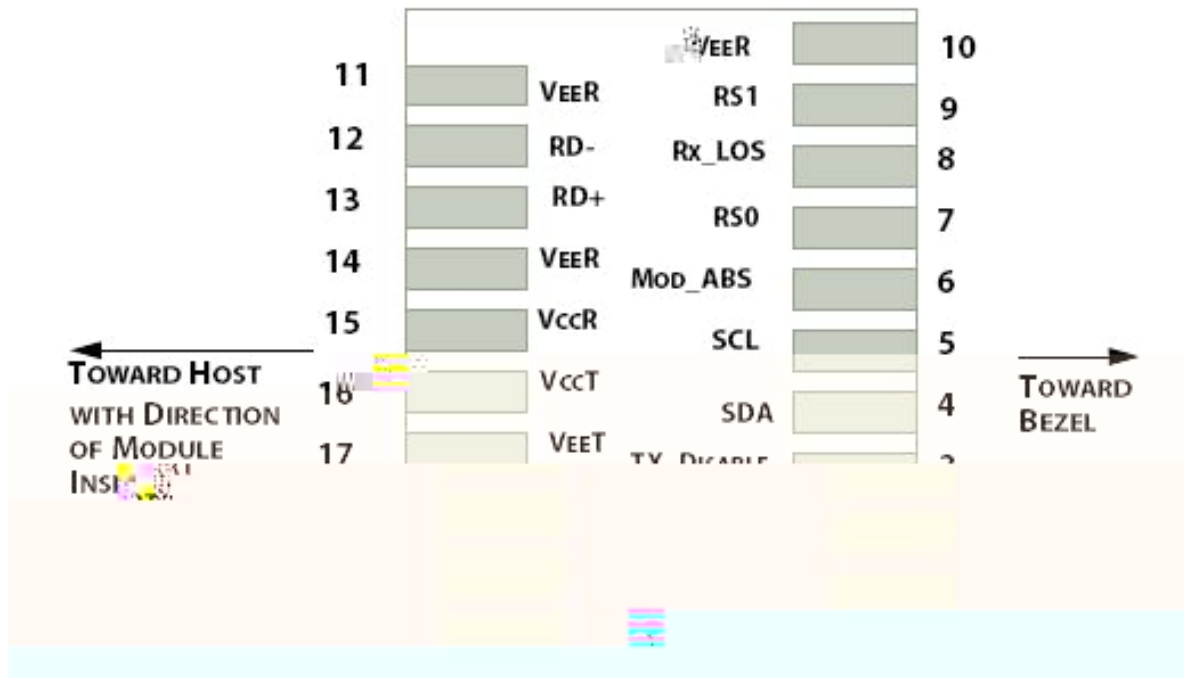 VEER 10
11 VEER
RS1 9
12 RD-
Rx_LOS 8
13 RD+
RS0 7
14 VEER
MOD_ABS 6
15 VCCR
SCL 5
TOWARD HOST
WITH DIRECTION
OF MODULE
16 VCCT
SDA 4
TOWARD
BEZEL
17 VEET